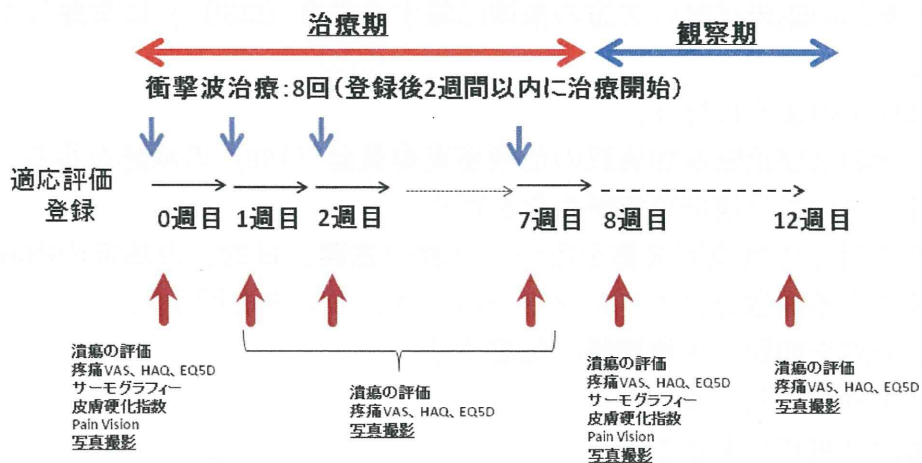 治療期
観察期
衝撃波治療:8回(登録後2週間以内に治療開始)
適応評価
登録
0週目
1週目
2週目
7週目
8週目
12週目
潰瘍の評価
疼痛VAS、HAQ、EQ5D
サーモグラフィー
皮膚硬化指数
Pain Vision
写真撮影
潰瘍の評価
疼痛VAS、HAQ、EQ5D
写真撮影
潰瘍の評価
疼痛VAS、HAQ、EQ5D
サーモグラフィー
皮膚硬化指数
Pain Vision
写真撮影
潰瘍の評価
疼痛VAS、HAQ、EQ5D
写真撮影